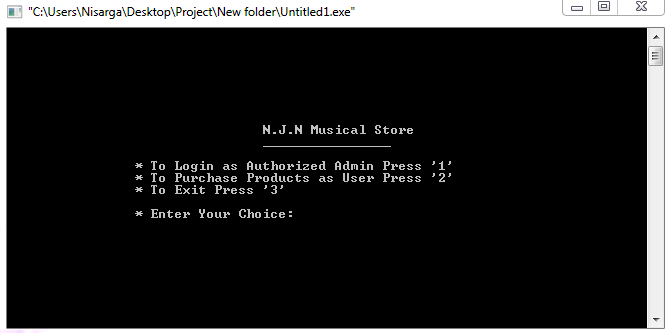 "C:\Users\Nisarga\Desktop\Project\New folder\Untitled1.exe"
N.J.N Musical Store
* To Login as Authorized Admin Press '1'
* To Purchase Products as User Press '2'
* To Exit Press '3'
* Enter Your Choice: